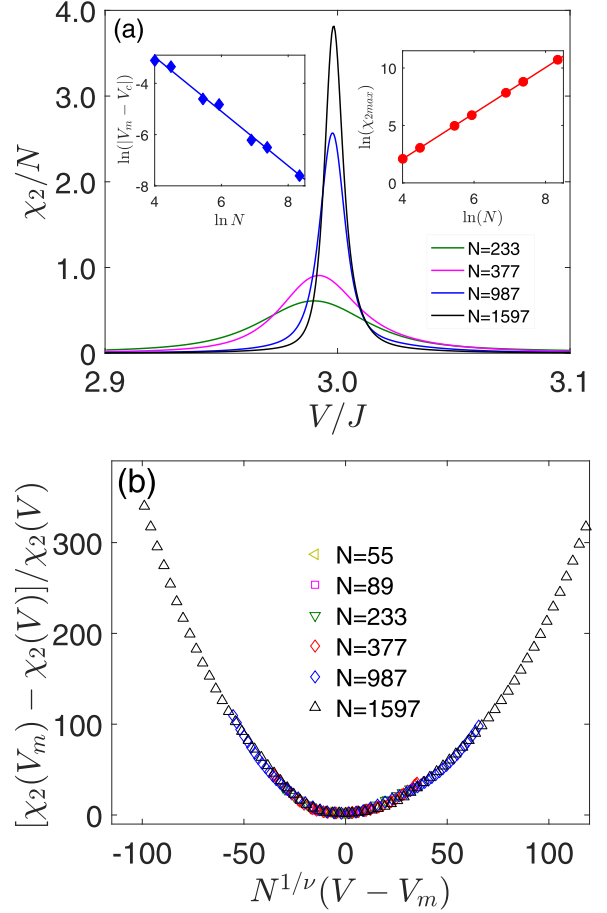 (a)
4.0
3.0
2.0
1.0
0
2.9
3.0
3.1
χ₂/N
V/J
-4
-6
-8
4
6
8
ln(|Vₘ − V_c|)
ln N
10
5
0
4
6
8
ln(χ₂ₘₐₓ)
ln(N)
N=233
N=377
N=987
N=1597
(b)
300
200
100
0
-100
-50
0
50
100
[χ₂(Vₘ) − χ₂(V)]/χ₂(V)
N^{1/ν}(V − Vₘ)
N=55
N=89
N=233
N=377
N=987
N=1597